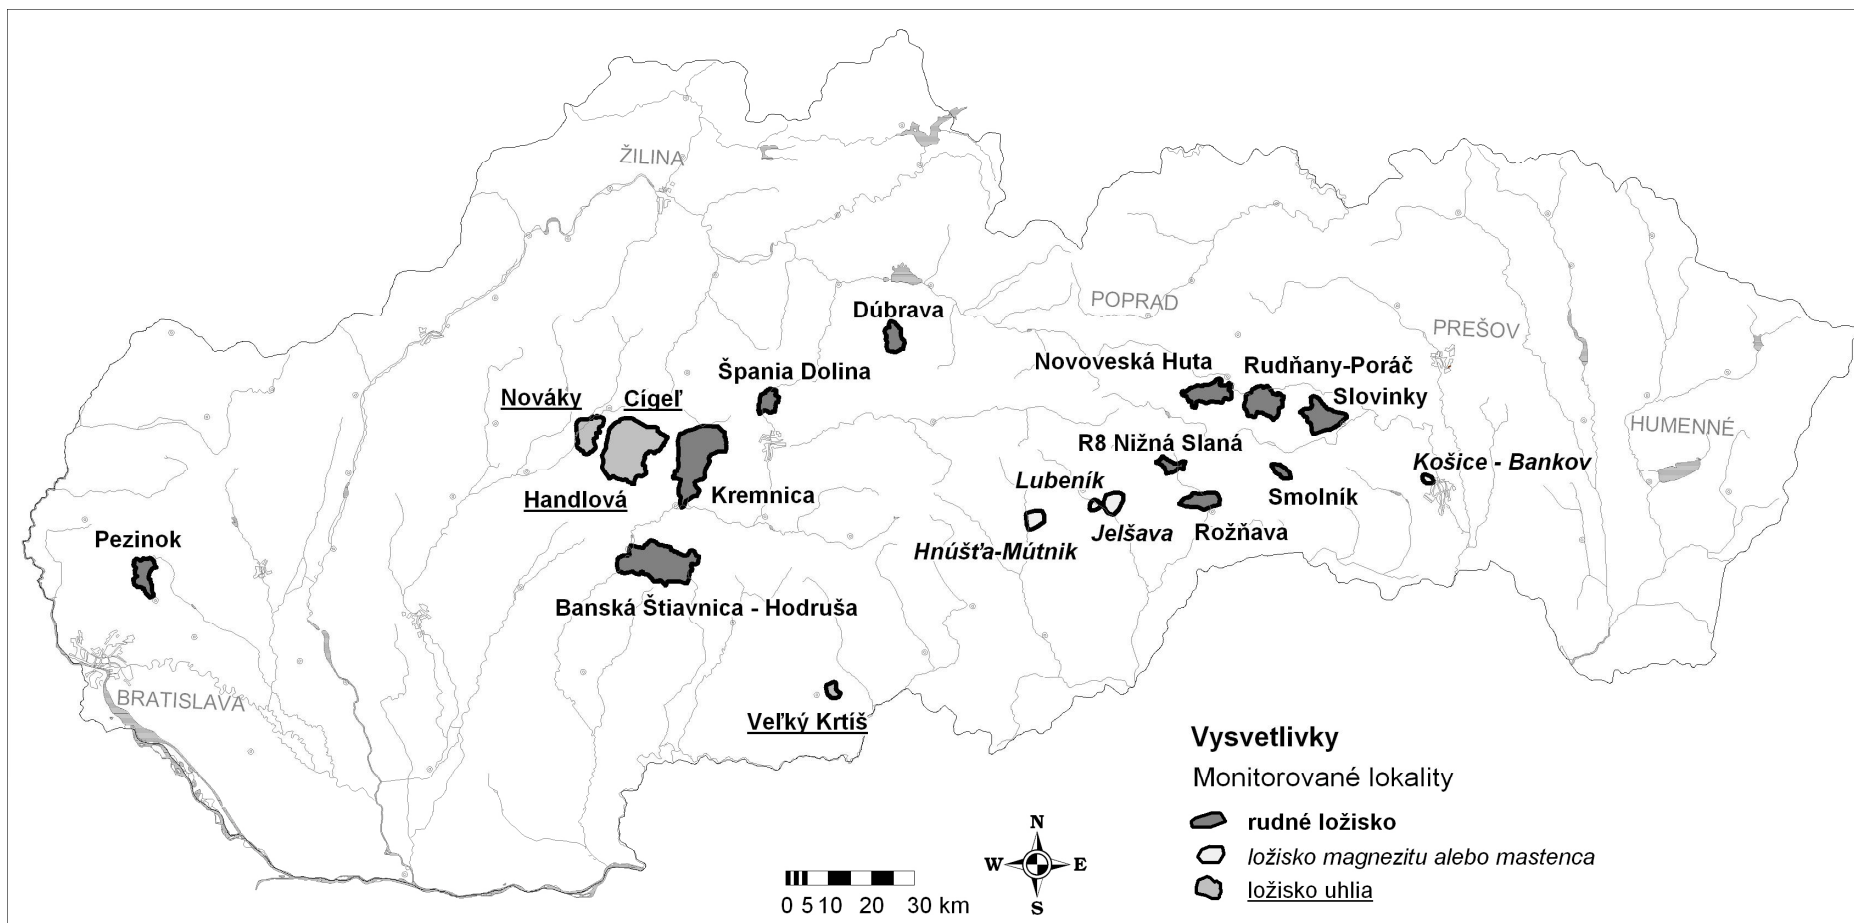 ŽILINA
POPRAD
Dúbrava
PREŠOV
Novoveská Huta
Rudňany-Poráč
Špania Dolina
Nováky
Cígeľ
Slovinky
HUMENNÉ
R8 Nižná Slaná
Košice - Bankov
Lubeník
Handlová
Kremnica
Smolník
Jelšava
Rožňava
Pezinok
Hnúšťa-Mútnik
Banská Štiavnica - Hodruša
BRATISLAVA
Veľký Krtíš
Vysvetlivky
Monitorované lokality
rudné ložisko
ložisko magnezitu alebo mastenca
ložisko uhlia
N
W E
S
0 5 10 20 30 km